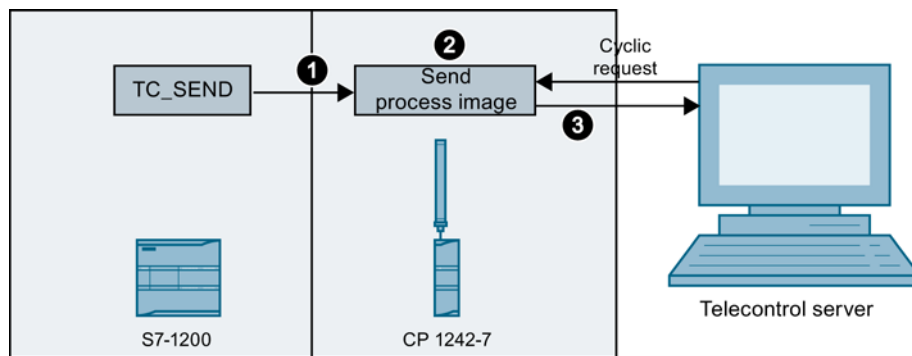 2
Cyclic
request
1
TC_SEND
Send
process image
3
Telecontrol server
S7-1200
CP 1242-7